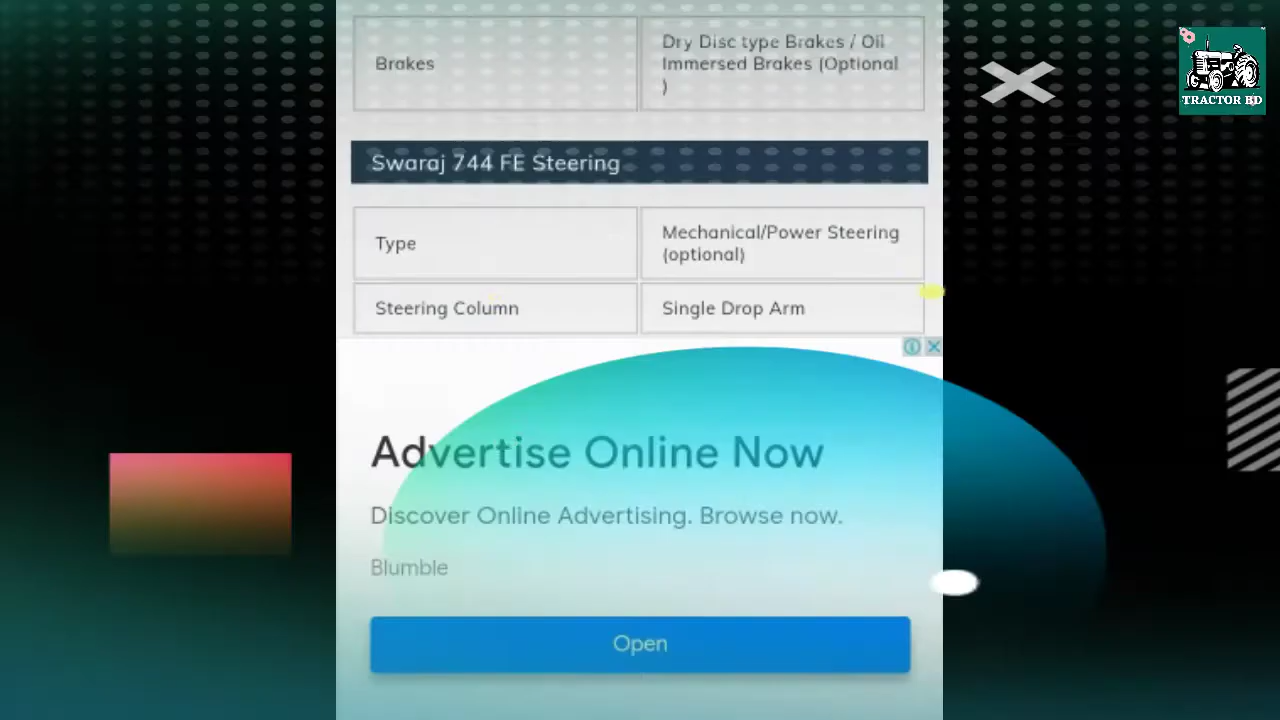 Brakes
Dry Disc type Brakes / Oil
Immersed Brakes (Optional
)
Swaraj 744 FE Steering
Type
Mechanical/Power Steering
(optional)
Steering Column
Single Drop Arm
Advertise Online Now
Discover Online Advertising. Browse now.
Blumble
Open
TRACTOR BD